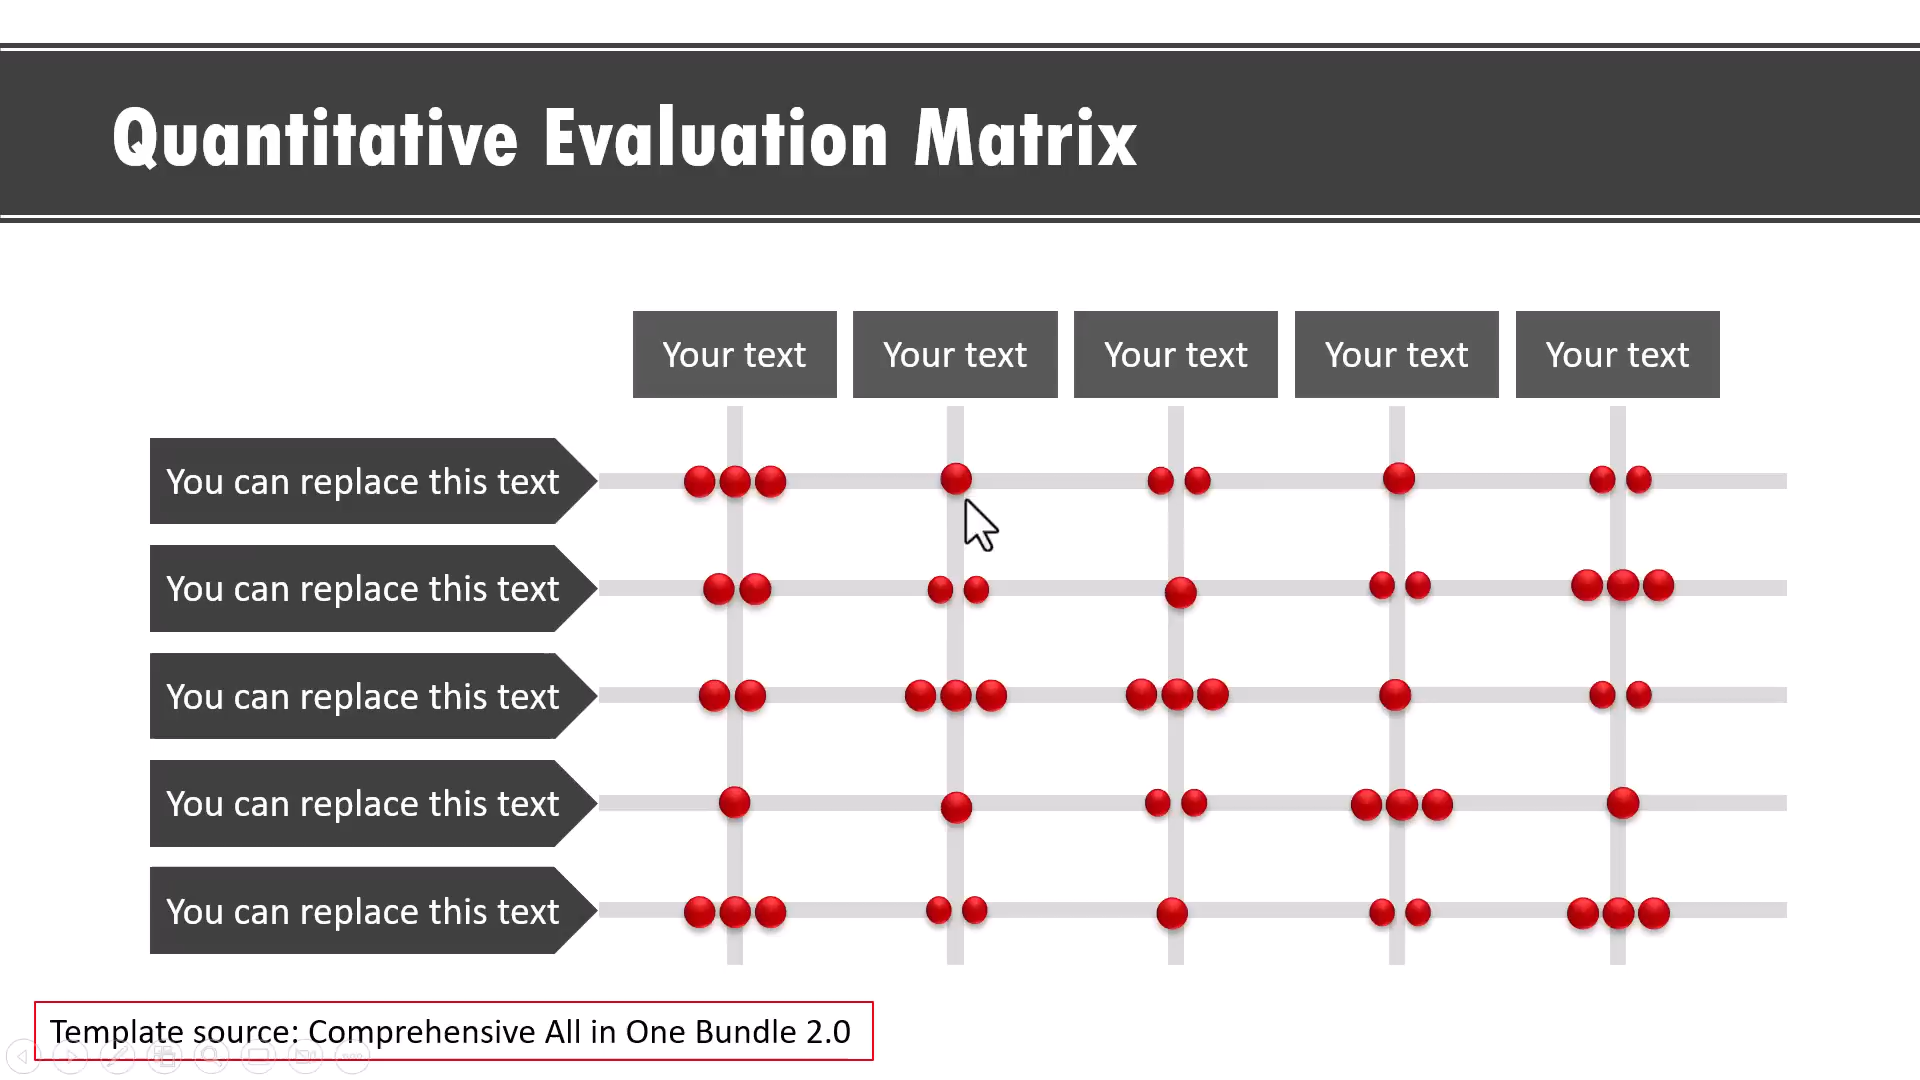 Quantitative Evaluation Matrix
Your text
Your text
Your text
Your text
Your text
You can replace this text
You can replace this text
You can replace this text
You can replace this text
You can replace this text
Template source: Comprehensive All in One Bundle 2.0